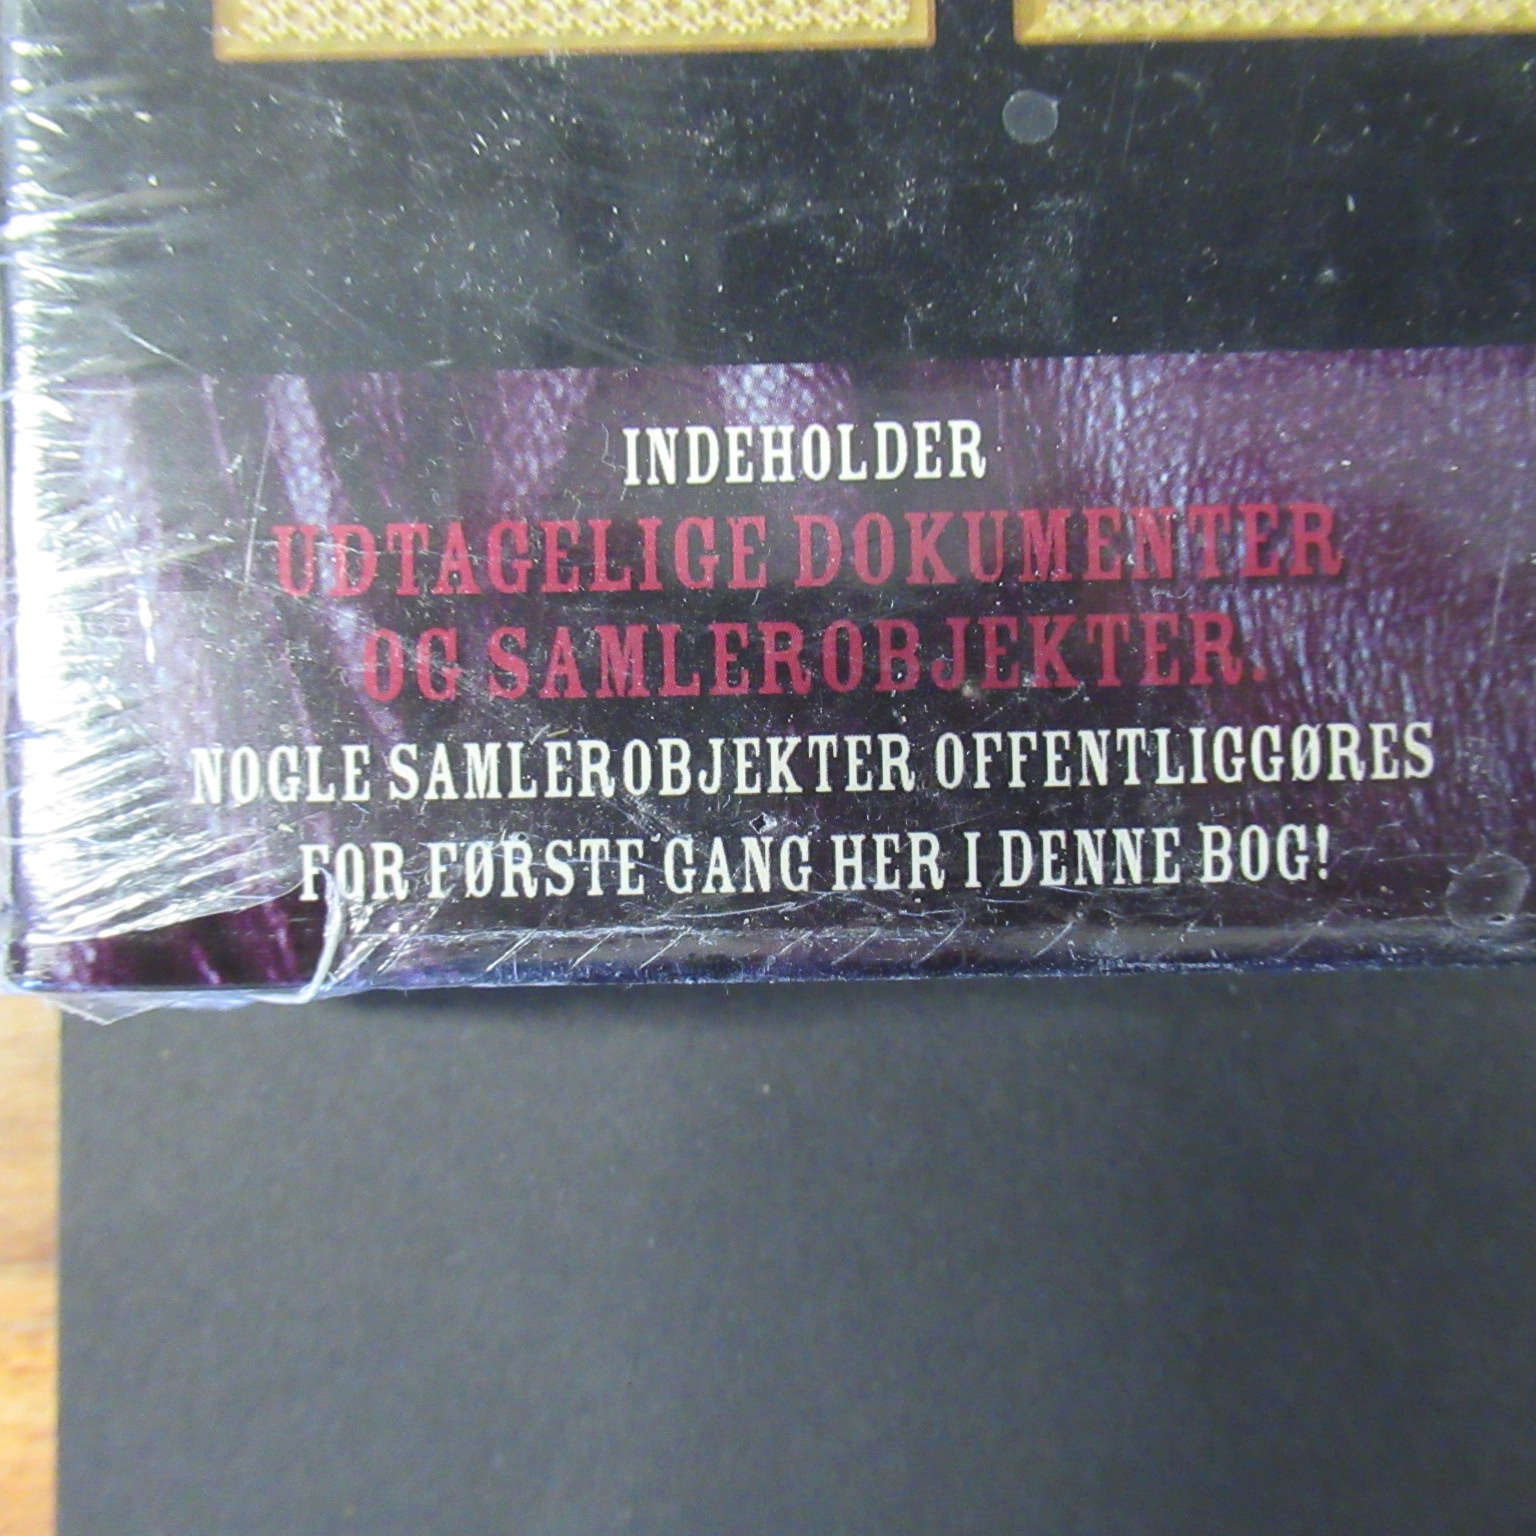 INDEHOLDER
UDTAGELIGE DOKUMENTER
OG SAMLEROBJEKTER.
NOGLE SAMLEROBJEKTER OFFENTLIGGØRES
FOR FØRSTE GANG HER I DENNE BOG!